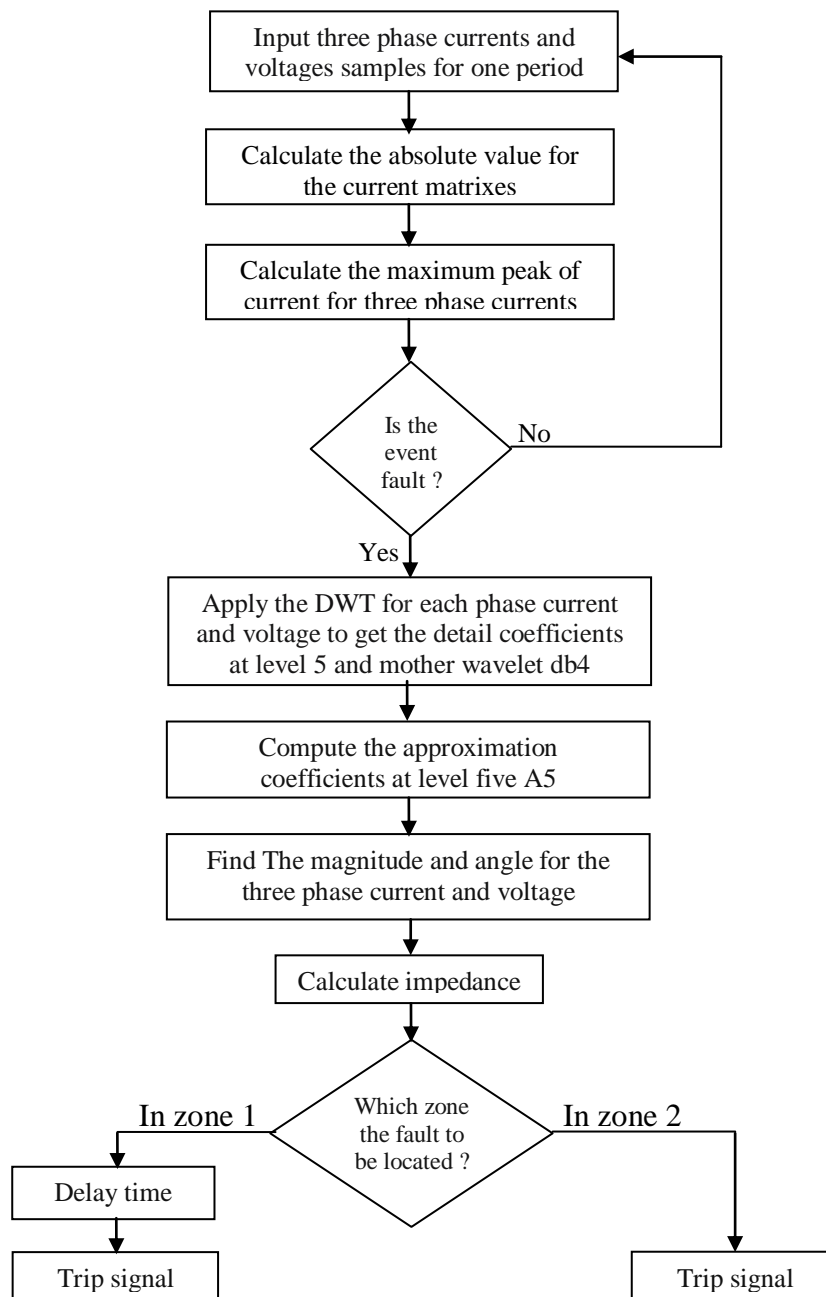 Input three phase currents and
voltages samples for one period
Calculate the absolute value for
the current matrixes
Calculate the maximum peak of
current for three phase currents
Is the
event
fault ?
No
Yes
Apply the DWT for each phase current
and voltage to get the detail coefficients
at level 5 and mother wavelet db4
Compute the approximation
coefficients at level five A5
Find The magnitude and angle for the
three phase current and voltage
Calculate impedance
Which zone
the fault to
be located ?
In zone 1
In zone 2
Delay time
Trip signal
Trip signal